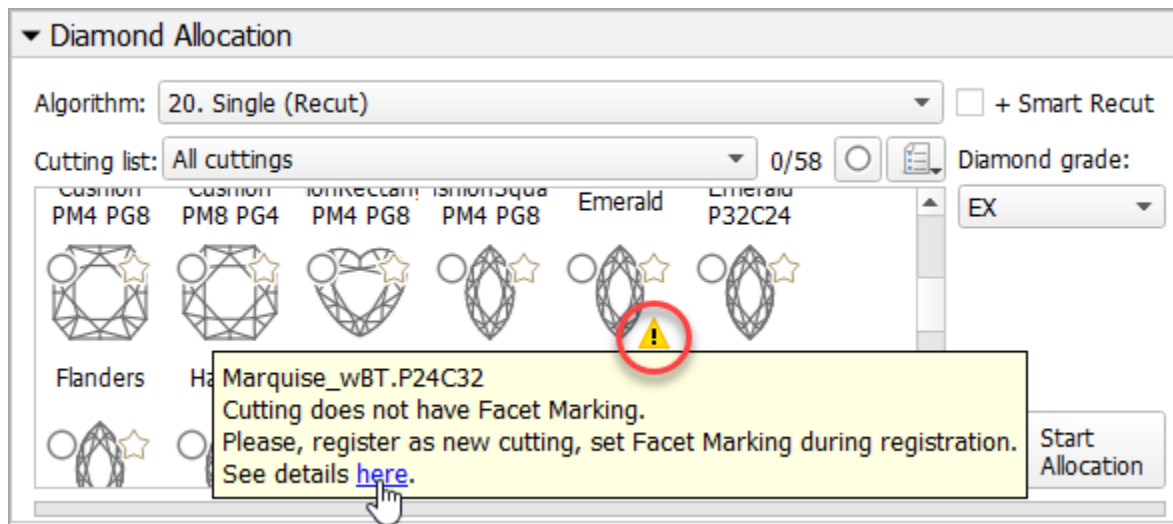 Diamond Allocation
Algorithm: 20. Single (Recut) + Smart Recut
Cutting list: All cuttings 0/58 Diamond grade:
EX
Emerald
PM4 PG8 PM8 PG4 PM4 PG8 PM4 PG8 P32C24
Flanders
Marquise_wBT.P24C32
Cutting does not have Facet Marking.
Please, register as new cutting, set Facet Marking during registration.
See details here.
Start
Allocation